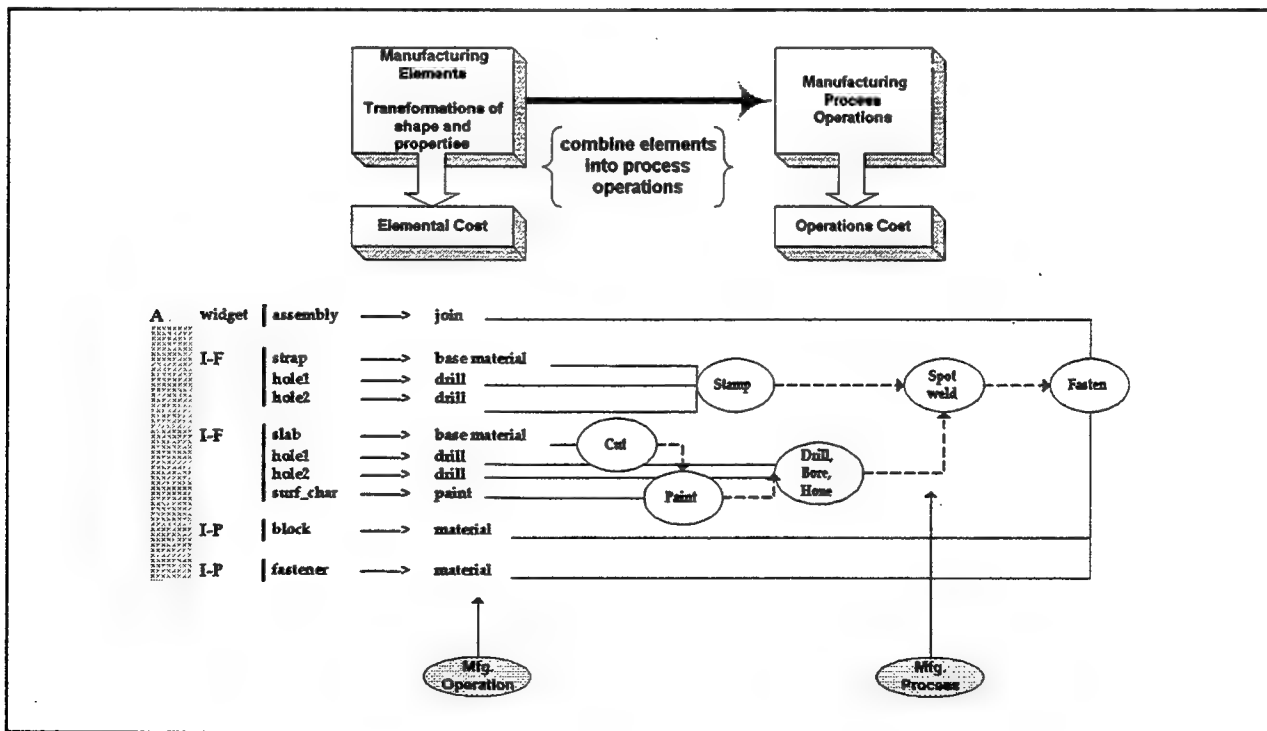 Manufacturing
Elements
Transformations of
shape and
properties
Manufacturing
Process
Operations
combine elements
into process
operations
Elemental Cost
Operations Cost
A widget assembly join
I-F strap base material
hole1 drill
hole2 drill
Stamp
Spot
weld
Fasten
I-F slab base material
hole1 drill
hole2 drill
surf_char paint
Cut
Paint
Drill,
Bore,
Hone
I-P block material
I-P fastener material
Mfg.
Operation
Mfg.
Process